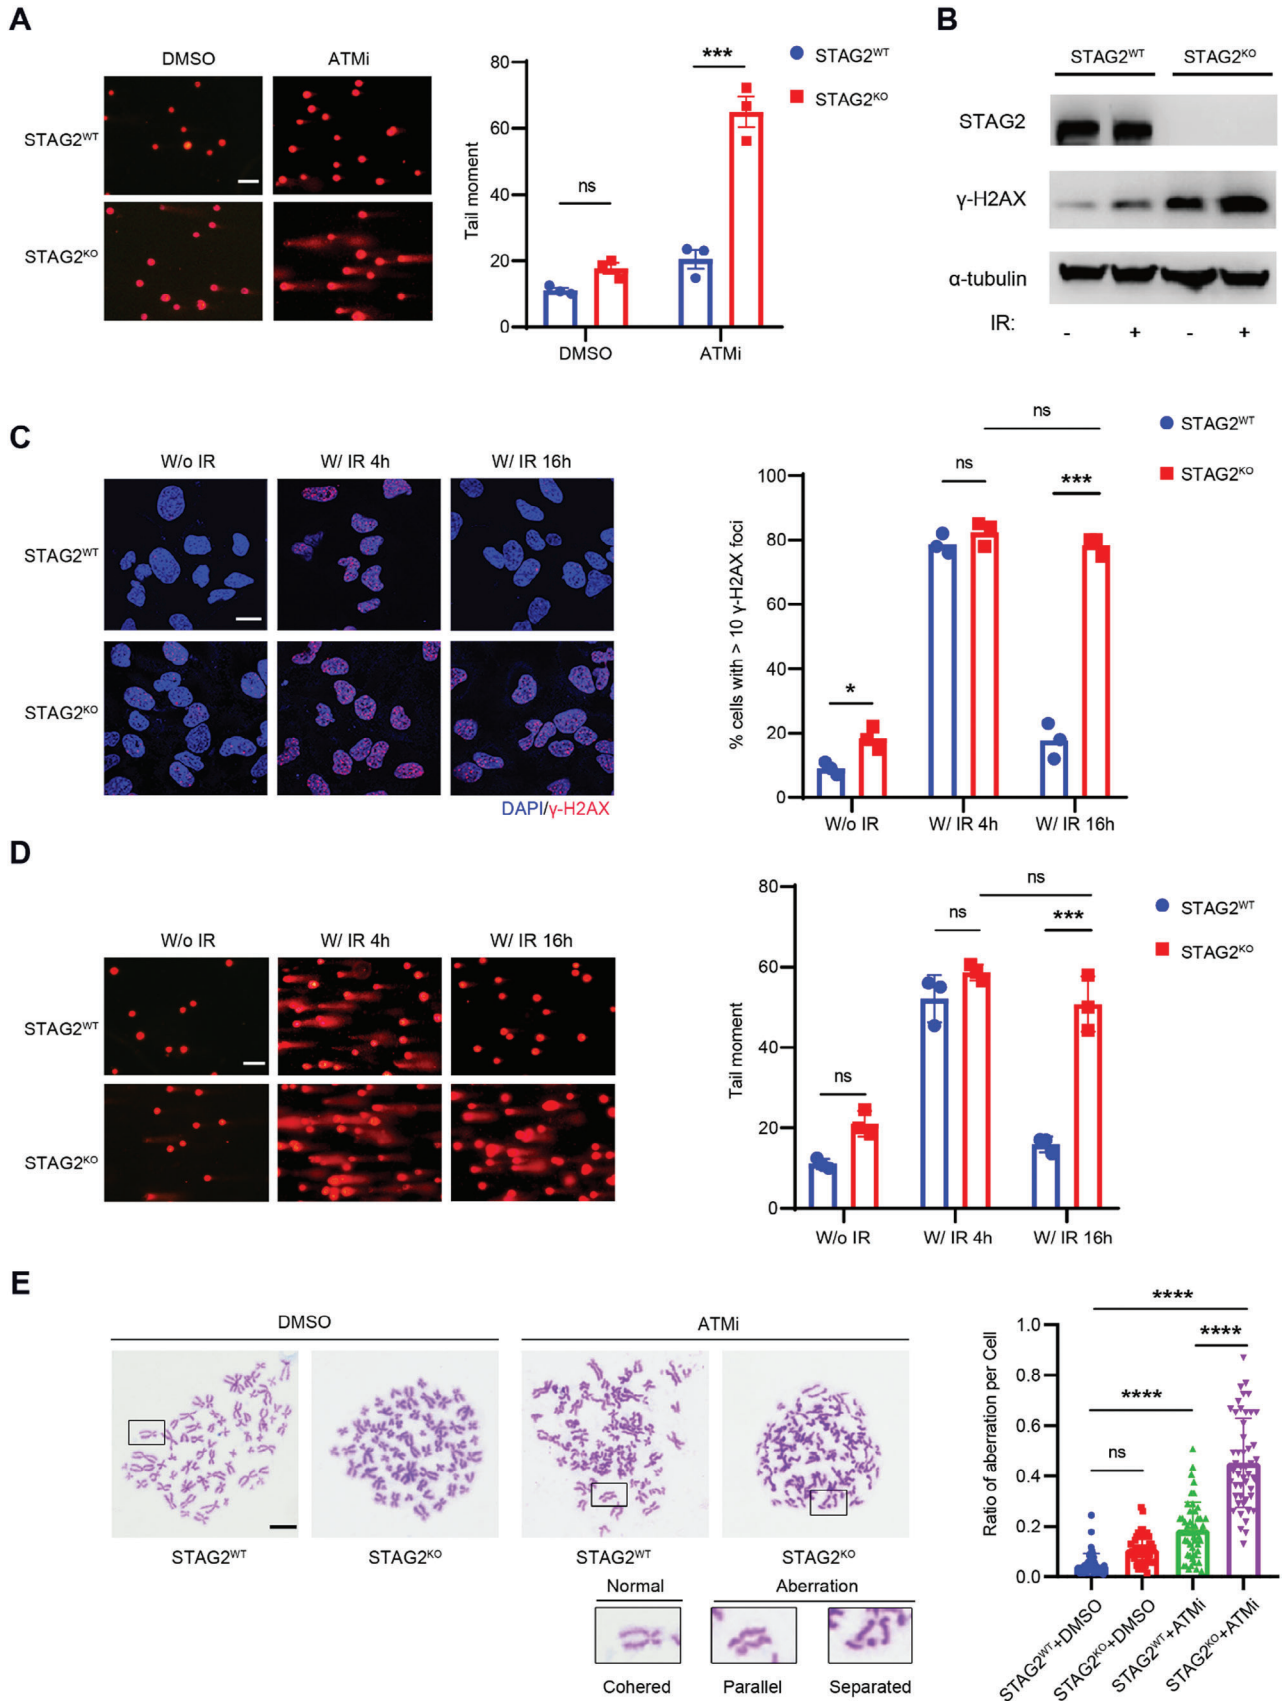 A
DMSO
ATMi
STAG2WT
STAG2KO
Tail moment
80
60
40
20
0
ns
***
DMSO
ATMi
STAG2WT
STAG2KO
B
STAG2WT
STAG2KO
STAG2
γ-H2AX
α-tubulin
IR:
-
+
-
+
C
W/o IR
W/ IR 4h
W/ IR 16h
STAG2WT
STAG2KO
DAPI/γ-H2AX
% cells with > 10 γ-H2AX foci
100
80
60
40
20
0
*
ns
ns
***
W/o IR
W/ IR 4h
W/ IR 16h
STAG2WT
STAG2KO
D
W/o IR
W/ IR 4h
W/ IR 16h
STAG2WT
STAG2KO
Tail moment
80
60
40
20
0
ns
ns
ns
***
W/o IR
W/ IR 4h
W/ IR 16h
STAG2WT
STAG2KO
E
DMSO
ATMi
STAG2WT
STAG2KO
STAG2WT
STAG2KO
Normal
Aberration
Cohered
Parallel
Separated
Ratio of aberration per Cell
1.0
0.8
0.6
0.4
0.2
0.0
****
****
****
ns
STAG2WT+DMSO
STAG2KO+DMSO
STAG2WT+ATMi
STAG2KO+ATMi